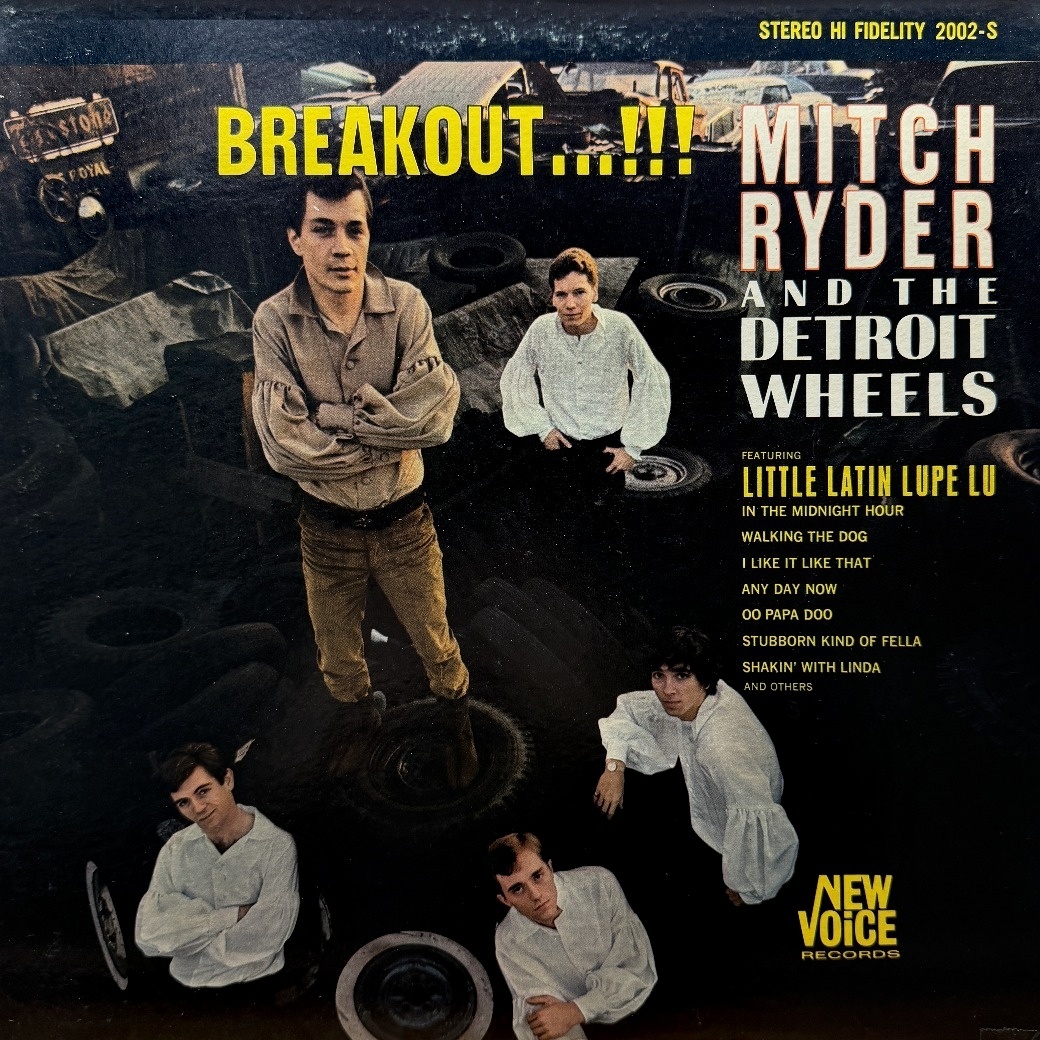 STEREO HI FIDELITY 2002-S
BREAKOUT...!!!
MITCH
RYDER
AND THE
DETROIT
WHEELS
ROYAL
FEATURING
LITTLE LATIN LUPE LU
IN THE MIDNIGHT HOUR
WALKING THE DOG
I LIKE IT LIKE THAT
ANY DAY NOW
OO PAPA DOO
STUBBORN KIND OF FELLA
SHAKIN' WITH LINDA
AND OTHERS
NEW
VOiCE
RECORDS